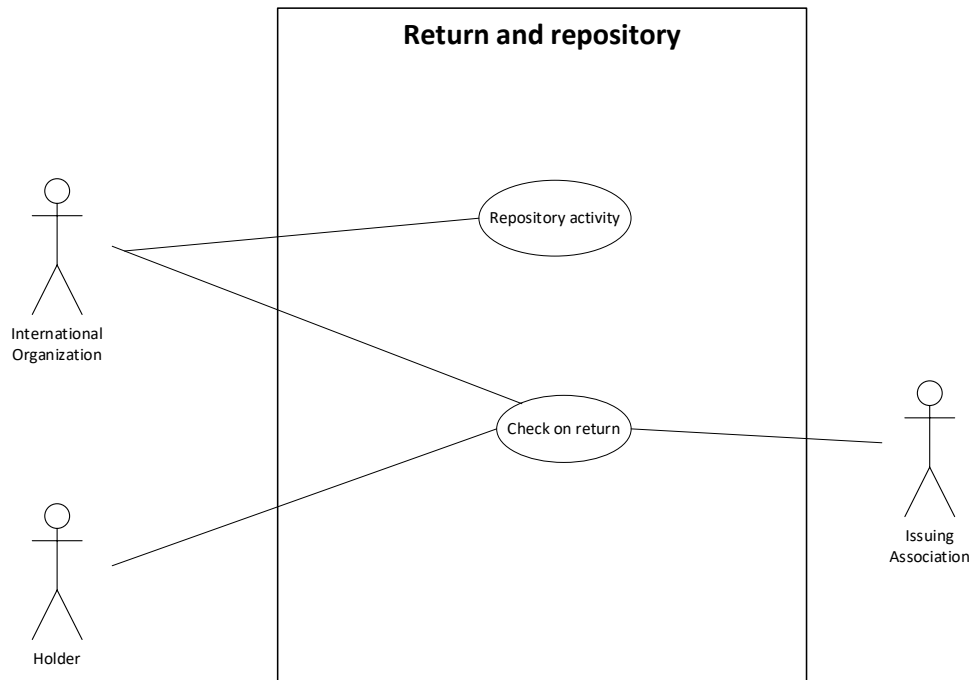 Return and repository
Repository activity
International
Organization
Check on return
Issuing
Association
Holder